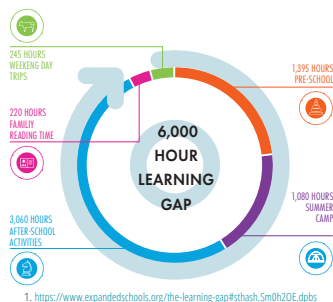 245 HOURS
WEEKENG DAY
TRIPS
1,395 HOURS
PRE-SCHOOL
220 HOURS
FAMILIY
READING TIME
6,000
HOUR
LEARNING
GAP
1,080 HOURS
SUMMER
CAMP
3,060 HOURS
AFTER-SCHOOL
ACTIVITIES
1. https://www.expandedschools.org/the-learning-gap#sthash.Sm0h2OE.dpbs